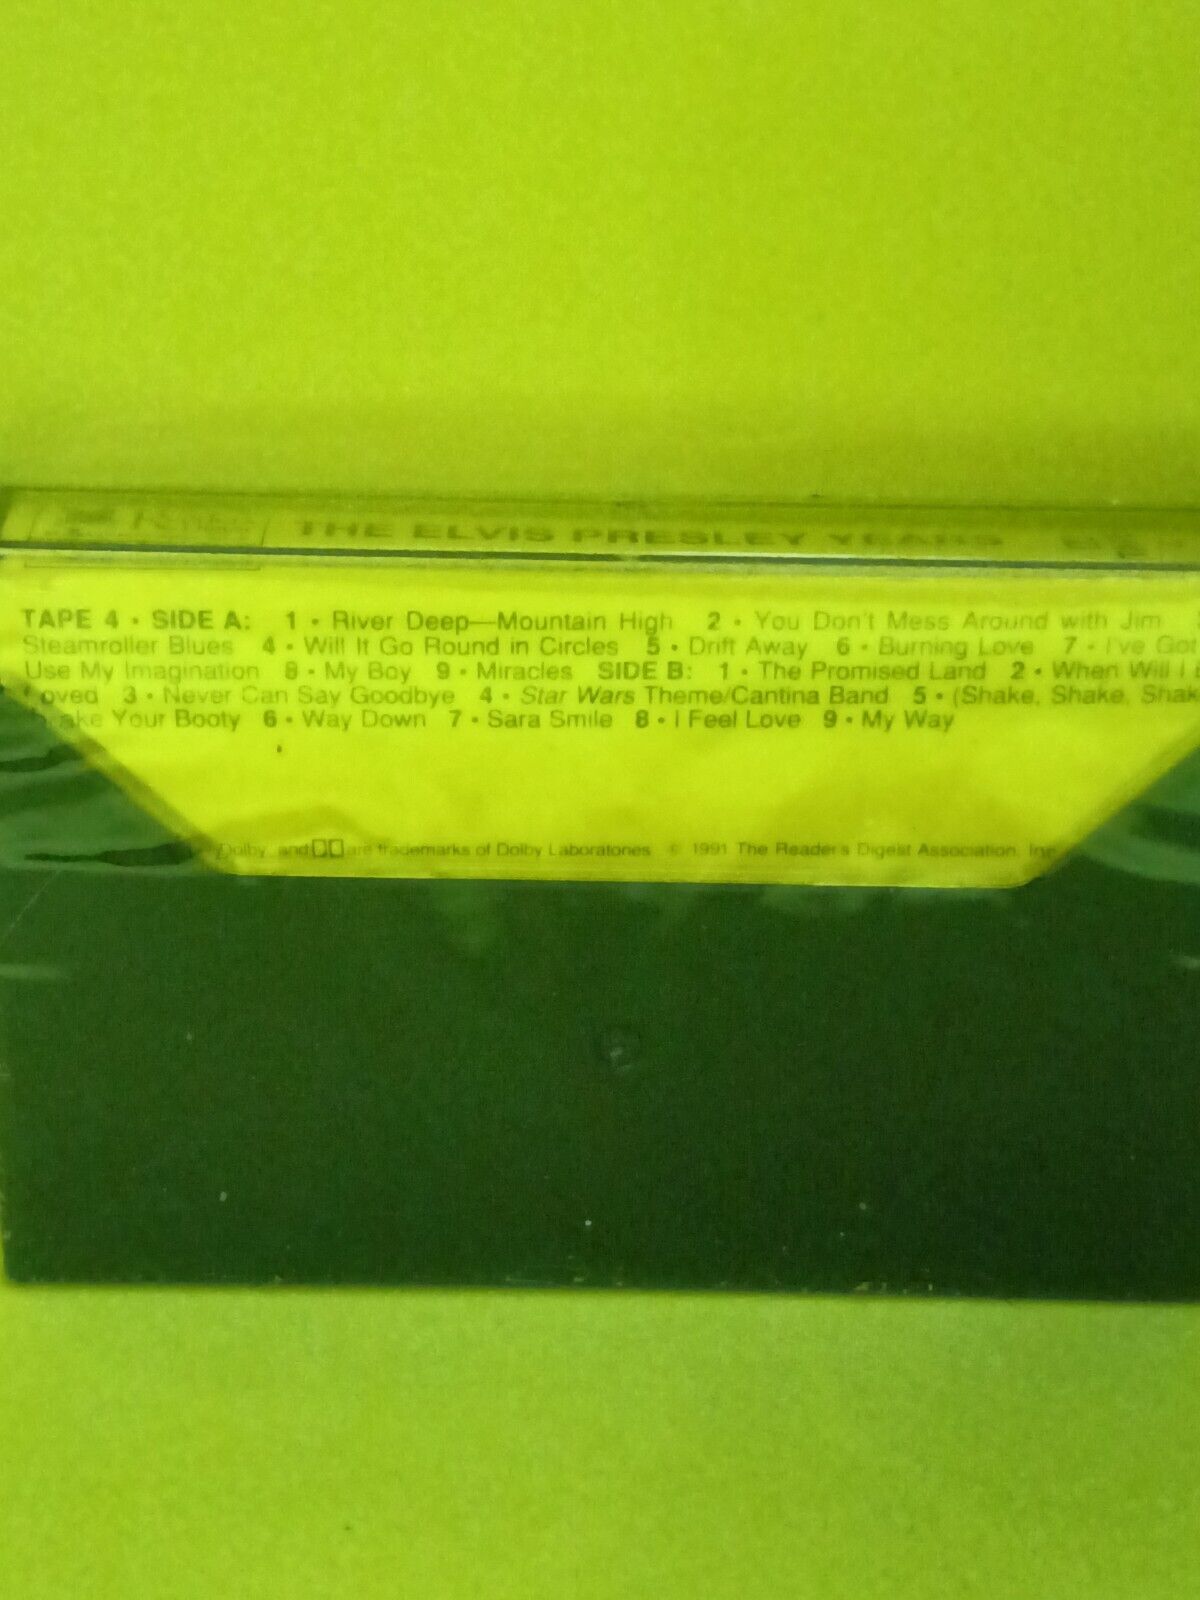 THE ELVIS PRESLEY YEARS
TAPE 4 • SIDE A: 1 • River Deep—Mountain High 2 • You Don't Mess Around with Jim
Steamroller Blues 4 • Will It Go Round in Circles 5 • Drift Away 6 • Burning Love 7 • I've Got
Use My Imagination 8 • My Boy 9 • Miracles SIDE B: 1 • The Promised Land 2 • When Will I
Loved 3 • Never Can Say Goodbye 4 • Star Wars Theme/Cantina Band 5 • (Shake, Shake, Shak
Your Booty 6 • Way Down 7 • Sara Smile 8 • I Feel Love 9 • My Way
Dolby and are trademarks of Dolby Laboratories © 1991 The Reader's Digest Association, Inc